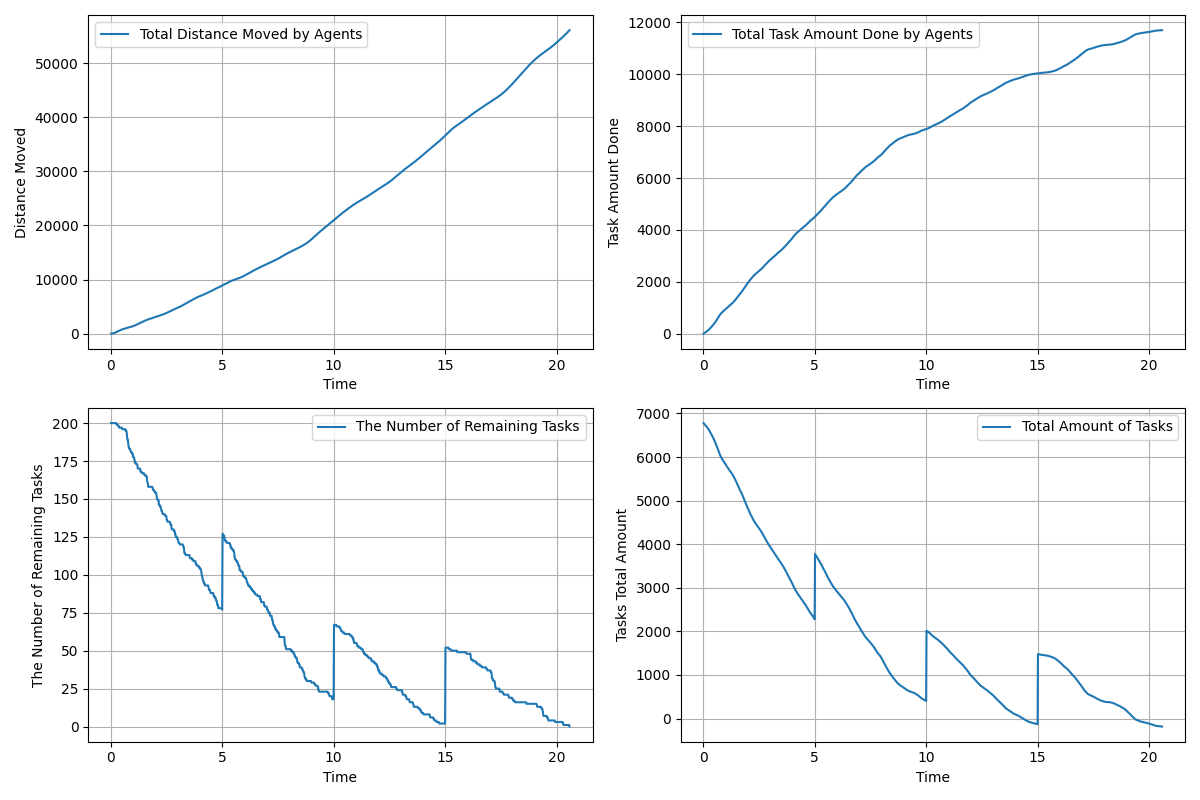 Total Distance Moved by Agents
Distance Moved
50000
40000
30000
20000
10000
0
0 5 10 15 20
Time
Total Task Amount Done by Agents
Task Amount Done
12000
10000
8000
6000
4000
2000
0
0 5 10 15 20
Time
The Number of Remaining Tasks
The Number of Remaining Tasks
200
175
150
125
100
75
50
25
0
0 5 10 15 20
Time
Total Amount of Tasks
Tasks Total Amount
7000
6000
5000
4000
3000
2000
1000
0
0 5 10 15 20
Time